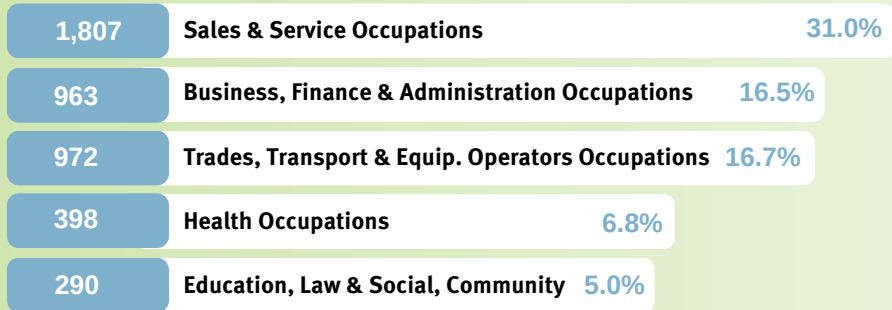 1,807 Sales & Service Occupations 31.0%
963 Business, Finance & Administration Occupations 16.5%
972 Trades, Transport & Equip. Operators Occupations 16.7%
398 Health Occupations 6.8%
290 Education, Law & Social, Community 5.0%